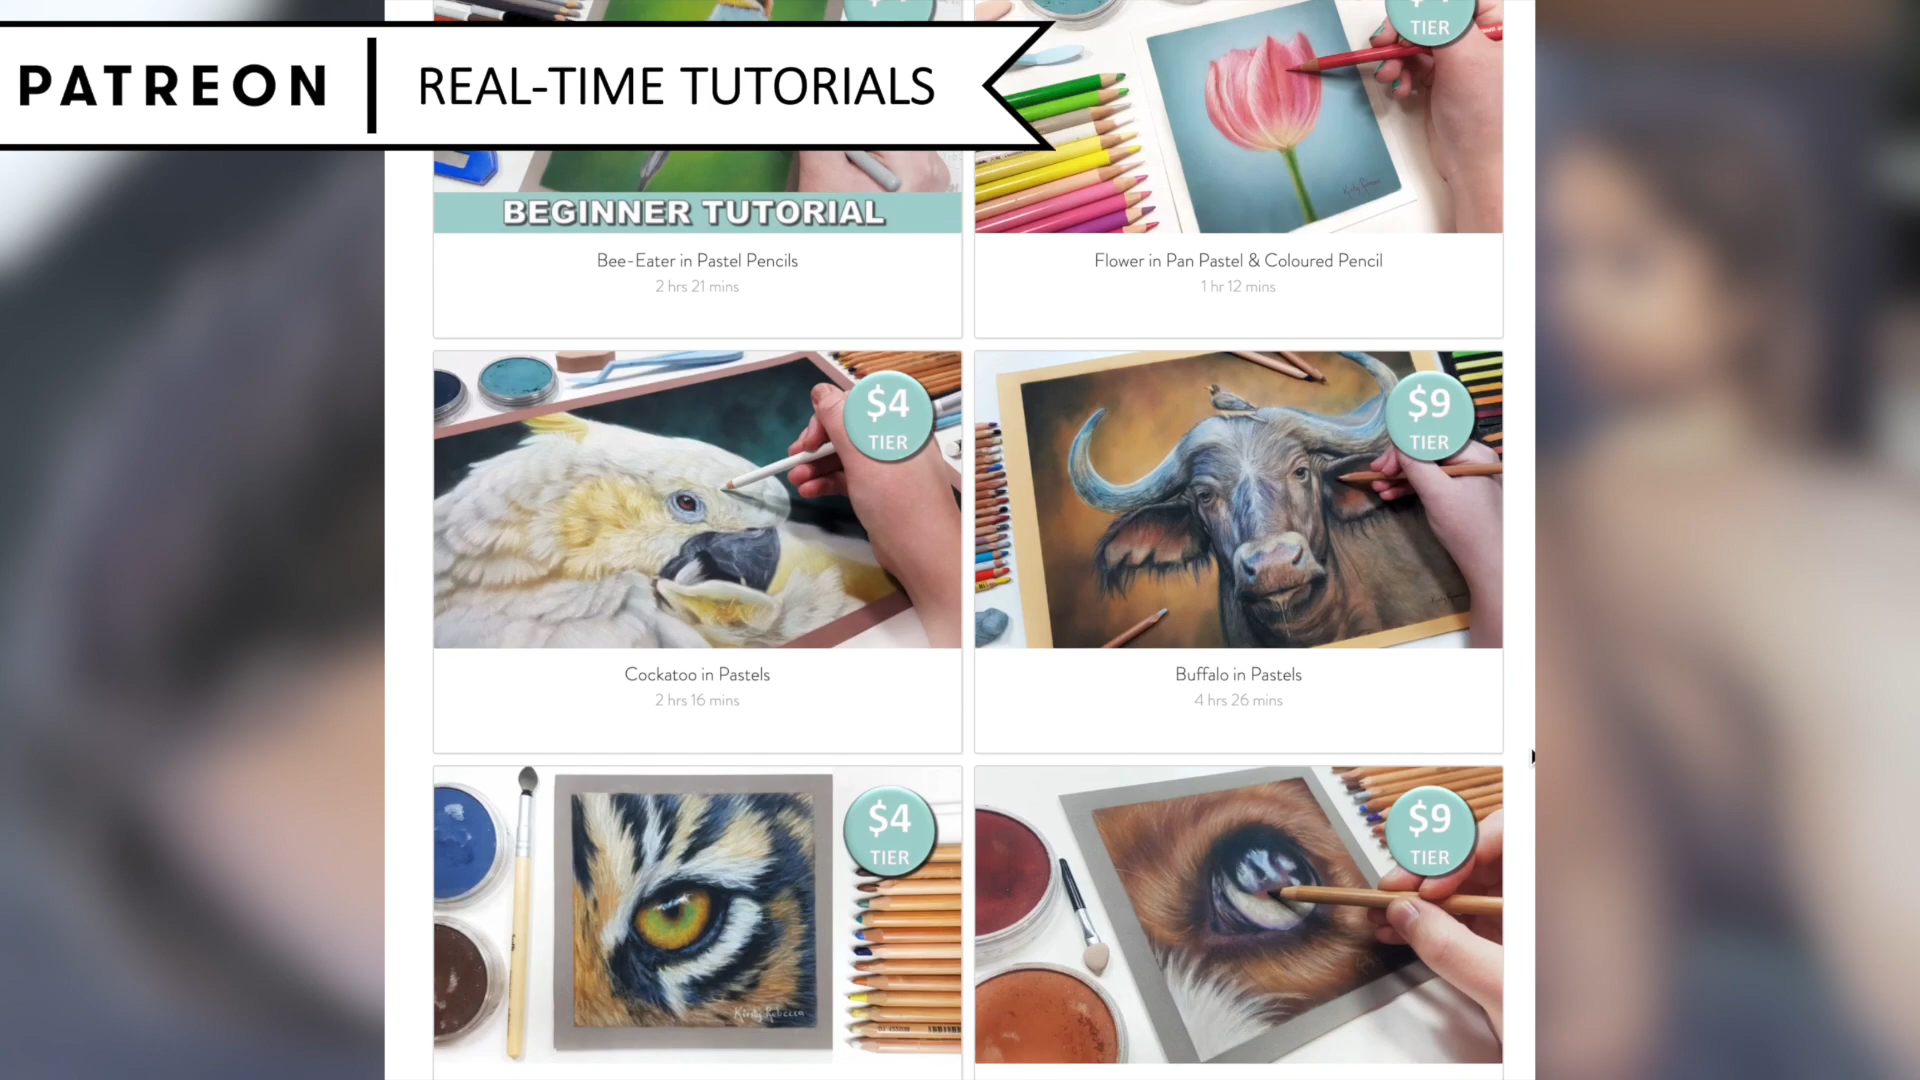 PATREON | REAL-TIME TUTORIALS
TIER
BEGINNER TUTORIAL
Bee-Eater in Pastel Pencils
2 hrs 21 mins
Flower in Pan Pastel & Coloured Pencil
1 hr 12 mins
$4
TIER
$9
TIER
Cockatoo in Pastels
2 hrs 16 mins
Buffalo in Pastels
4 hrs 26 mins
$4
TIER
$9
TIER
Kirsty Rebecca